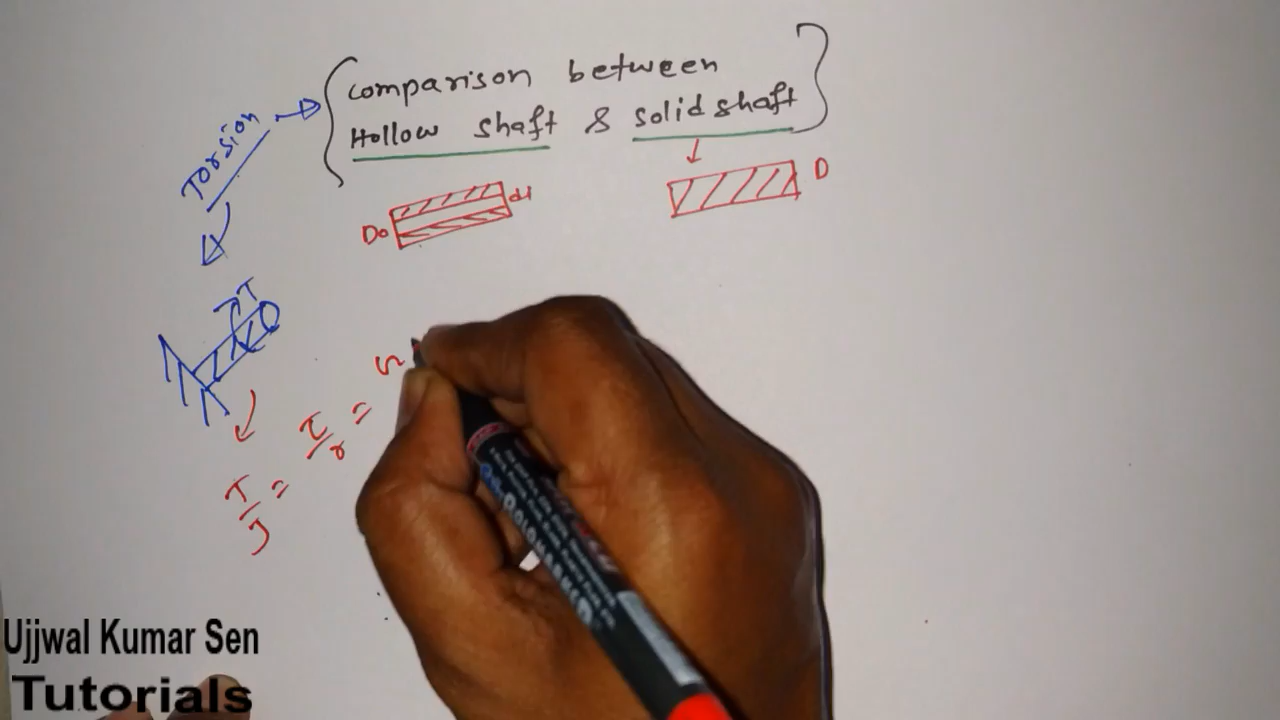 Comparison between
Hollow shaft & solid shaft
Torsion
Do
di
D
T
T/J = τ/r = G
Ujjwal Kumar Sen
Tutorials